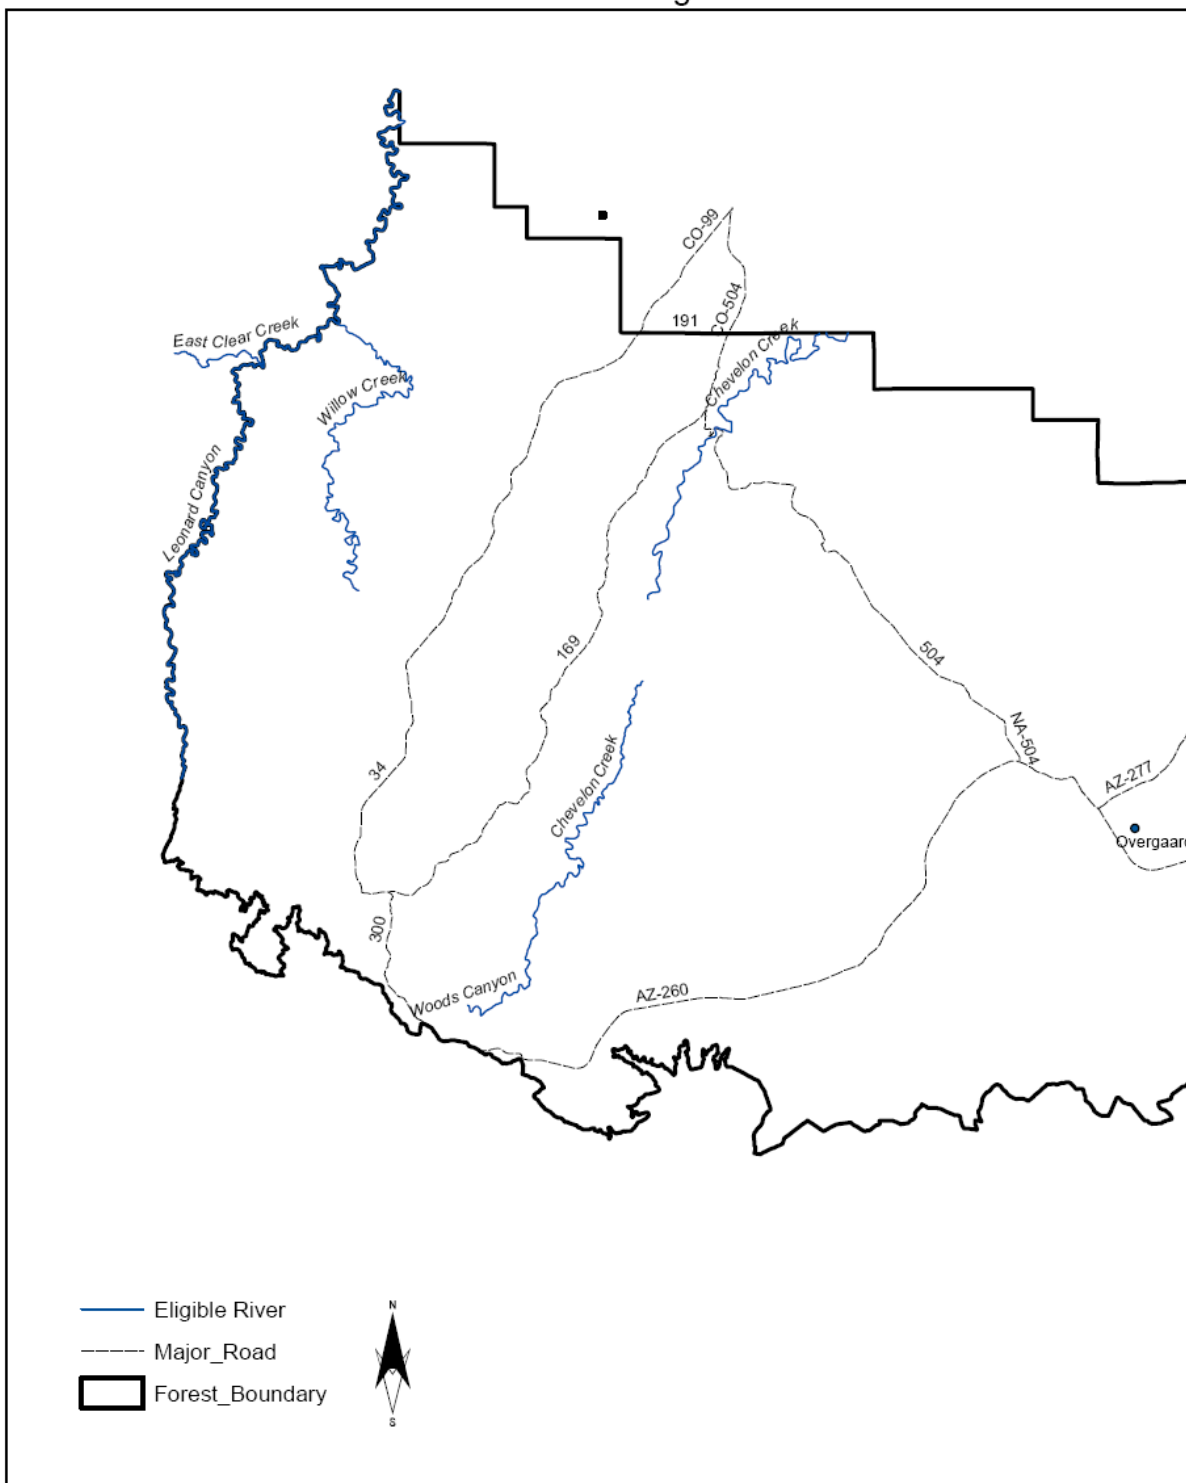 CO-99
191
CO-504
East Clear Creek
Chevelon Creek
Willow Creek
Leonard Canyon
169
504
NA-504
34
Chevelon Creek
AZ-277
Overgaard
300
Woods Canyon
AZ-260
Eligible River
Major_Road
Forest_Boundary
N
S